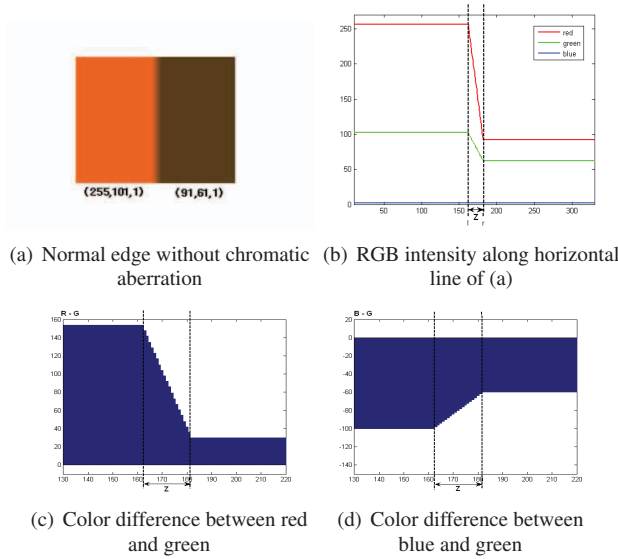 (255,101,1) (91,61,1)
250
200
150
100
50
0
red
green
blue
50 100 150 200 250 300
z
l r
(a) Normal edge without chromatic
aberration
(b) RGB intensity along horizontal
line of (a)
R - G
160
140
120
100
80
60
40
20
0
130 140 150 160 170 180 190 200 210 220
z
B - G
20
0
-20
-40
-60
-80
-100
-120
-140
130 140 150 160 170 180 190 200 210 220
z
(c) Color difference between red
and green
(d) Color difference between
blue and green